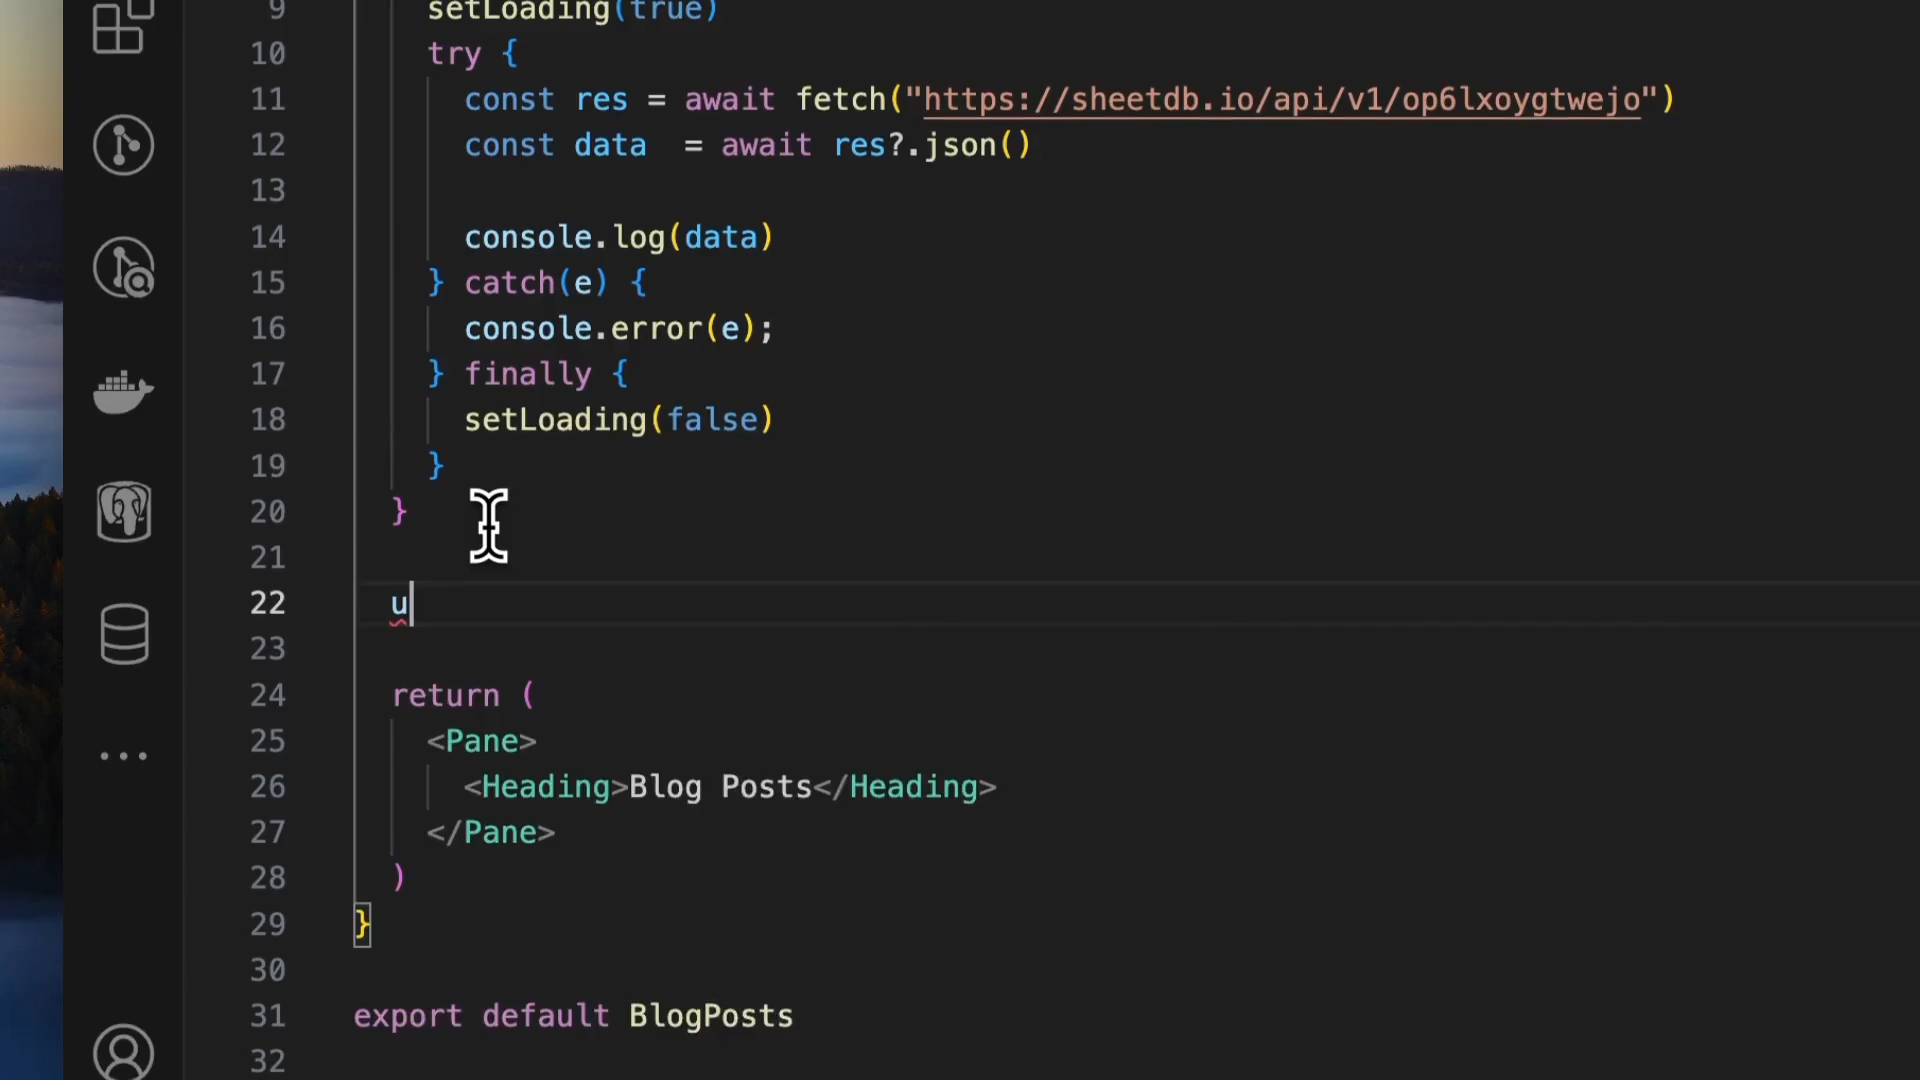 9 setLoading(true)
10 try {
11 const res = await fetch("https://sheetdb.io/api/v1/op6lxoygtwejo")
12 const data  = await res?.json()
13
14 console.log(data)
15 } catch(e) {
16 console.error(e);
17 } finally {
18 setLoading(false)
19 }
20 }
21
22 u
23
24 return (
25 <Pane>
26 <Heading>Blog Posts</Heading>
27 </Pane>
28 )
29 }
30
31 export default BlogPosts
32